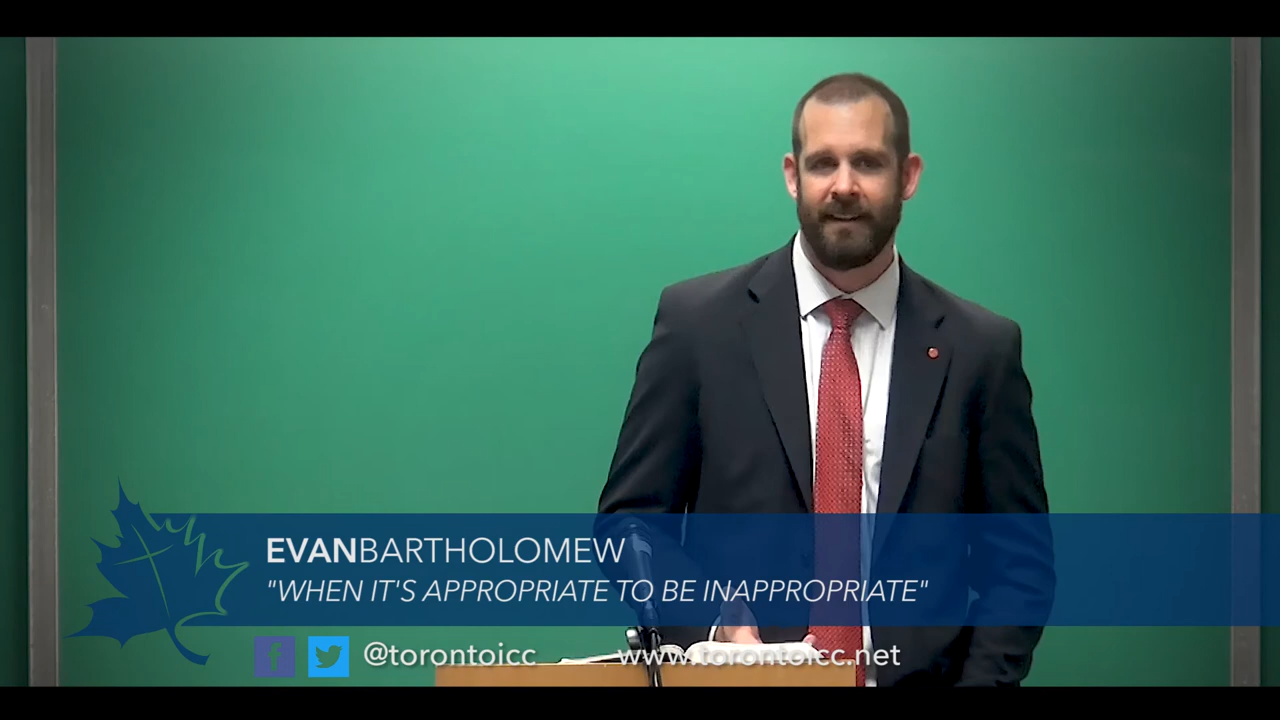 EVANBARTHOLOMEW
"WHEN IT'S APPROPRIATE TO BE INAPPROPRIATE"
@torontoicc www.torontoicc.net